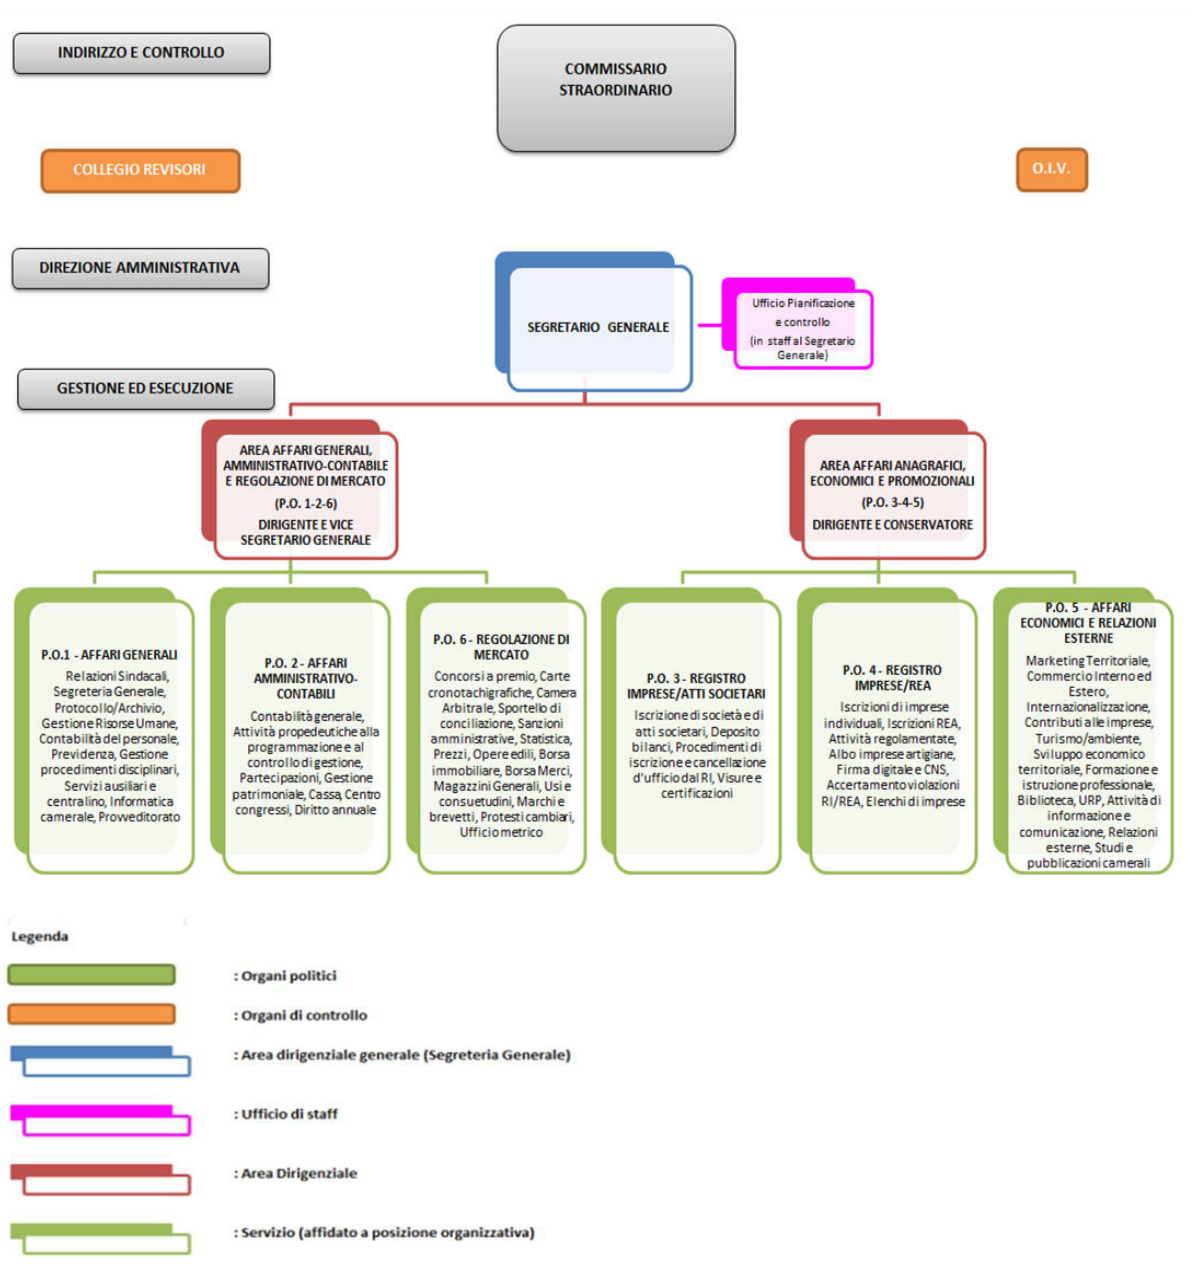 INDIRIZZO E CONTROLLO
COMMISSARIO
STRAORDINARIO
COLLEGIO REVISORI
O.I.V.
DIREZIONE AMMINISTRATIVA
SEGRETARIO GENERALE
Ufficio Pianificazione
e controllo
(in staff al Segretario
Generale)
GESTIONE ED ESECUZIONE
AREA AFFARI GENERALI,
AMMINISTRATIVO-CONTABILE
E REGOLAZIONE DI MERCATO
(P.O. 1-2-6)
DIRIGENTE E VICE
SEGRETARIO GENERALE
AREA AFFARI ANAGRAFICI,
ECONOMICI E PROMOZIONALI
(P.O. 3-4-5)
DIRIGENTE E CONSERVATORE
P.O.1 - AFFARI GENERALI
Relazioni Sindacali,
Segreteria Generale,
Protocollo/Archivio,
Gestione Risorse Umane,
Contabilità del personale,
Previdenza, Gestione
procedimenti disciplinari,
Servizi ausiliari e
centralino, Informatica
camerale, Provveditorato
P.O. 2 - AFFARI
AMMINISTRATIVO-
CONTABILI
Contabilità generale,
Attività propedeutiche alla
programmazione e al
controllo di gestione,
Partecipazioni, Gestione
patrimoniale, Cassa, Centro
congressi, Diritto annuale
P.O. 6 - REGOLAZIONE DI
MERCATO
Concorsi a premio, Carte
cronotachigrafiche, Camera
Arbitrale, Sportello di
conciliazione, Sanzioni
amministrative, Statistica,
Prezzi, Opere edili, Borsa
immobiliare, Borsa Merci,
Magazzini Generali, Usi e
consuetudini, Marchi e
brevetti, Protesti cambiari,
Ufficio metrico
P.O. 3 - REGISTRO
IMPRESE/ATTI SOCIETARI
Iscrizione di società e di
atti societari, Deposito
bilanci, Procedimenti di
iscrizione e cancellazione
d'ufficio dal RI, Visure e
certificazioni
P.O. 4 - REGISTRO
IMPRESE/REA
Iscrizioni di imprese
individuali, Iscrizioni REA,
Attività regolamentate,
Albo imprese artigiane,
Firma digitale e CNS,
Accertamento violazioni
RI/REA, Elenchi di imprese
P.O. 5 - AFFARI
ECONOMICI E RELAZIONI
ESTERNE
Marketing Territoriale,
Commercio Interno ed
Estero,
Internazionalizzazione,
Contributi alle imprese,
Turismo/ambiente,
Sviluppo economico
territoriale, Formazione e
istruzione professionale,
Biblioteca, URP, Attività di
informazione e
comunicazione, Relazioni
esterne, Studi e
pubblicazioni camerali
Legenda
: Organi politici
: Organi di controllo
: Area dirigenziale generale (Segreteria Generale)
: Ufficio di staff
: Area Dirigenziale
: Servizio (affidato a posizione organizzativa)